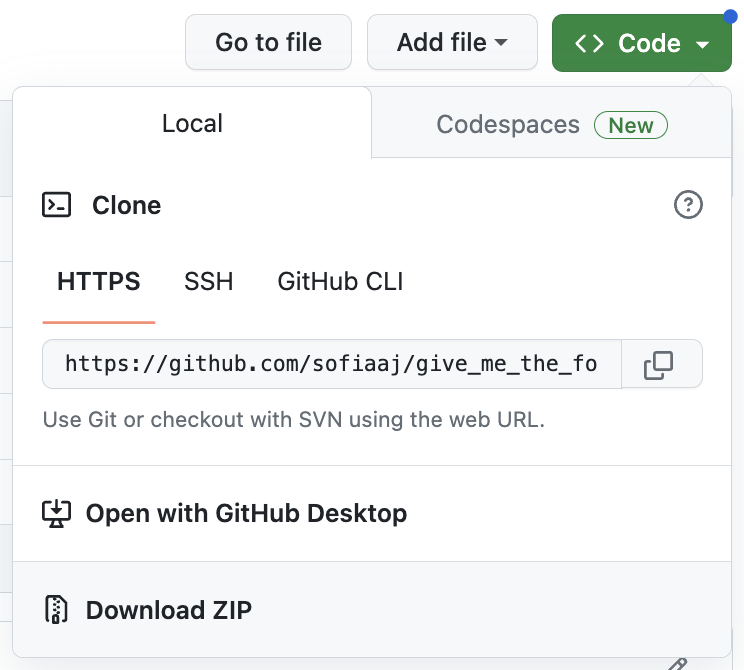 Go to file Add file Code
Local Codespaces New
Clone
HTTPS SSH GitHub CLI
https://github.com/sofiaaj/give_me_the_fo
Use Git or checkout with SVN using the web URL.
Open with GitHub Desktop
Download ZIP